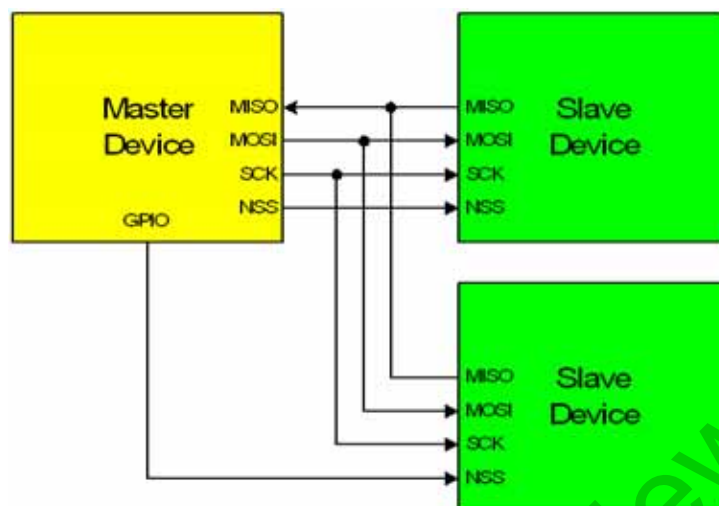 Master
Device
MISO
MOSI
SCK
NSS
GPIO
MISO
MOSI
SCK
NSS
Slave
Device
MISO
MOSI
SCK
NSS
Slave
Device